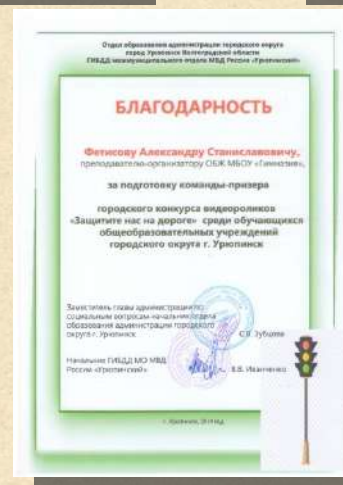 Отдел образования администрации городского округа
город Урюпинск Волгоградской области
ГИБДД межмуниципального отдела МВД России «Урюпинский»
БЛАГОДАРНОСТЬ
Фетисову Александру Станиславовичу,
преподавателю-организатору ОБЖ МБОУ «Гимназия»,
за подготовку команды-призера
городского конкурса видеороликов
«Защитите нас на дороге» среди обучающихся
общеобразовательных учреждений
городского округа г. Урюпинск
Заместитель главы администрации по
социальным вопросам-начальник отдела
образования администрации городского
округа г. Урюпинск
Начальник ГИБДД МО МВД
России «Урюпинский»
В.В. Иванченко
г. Урюпинск, 2019 год